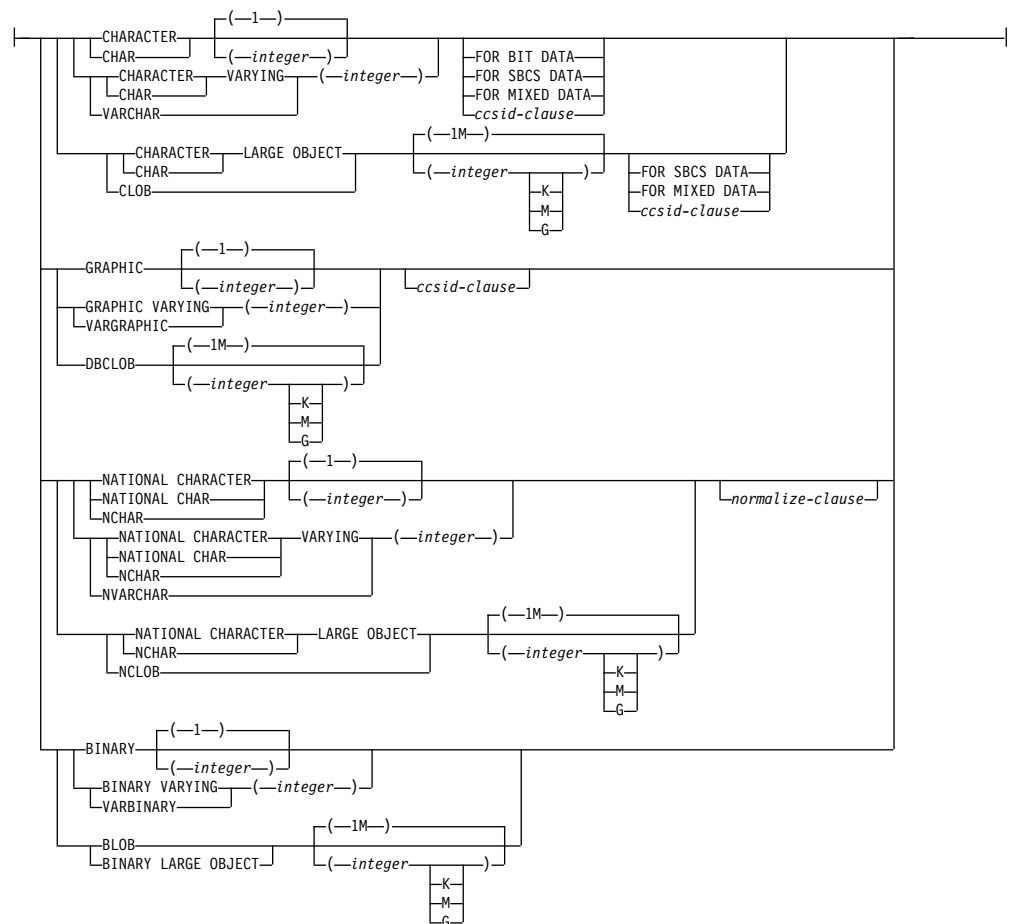 ( 1 )
CHARACTER
CHAR ( integer )
FOR BIT DATA
CHARACTER VARYING ( integer )
FOR SBCS DATA
CHAR
FOR MIXED DATA
VARCHAR
ccsid-clause
( 1M )
CHARACTER LARGE OBJECT
CHAR ( integer )
FOR SBCS DATA
CLOB
K
FOR MIXED DATA
M
ccsid-clause
G
( 1 )
GRAPHIC
( integer )
ccsid-clause
GRAPHIC VARYING ( integer )
VARGRAPHIC
( 1M )
DBCLOB
( integer )
K
M
G
( 1 )
NATIONAL CHARACTER
NATIONAL CHAR ( integer )
normalize-clause
NCHAR
NATIONAL CHARACTER VARYING ( integer )
NATIONAL CHAR
NCHAR
NVARCHAR
( 1M )
NATIONAL CHARACTER LARGE OBJECT
NCHAR ( integer )
NCLOB
K
M
G
( 1 )
BINARY
( integer )
BINARY VARYING ( integer )
VARBINARY
( 1M )
BLOB
BINARY LARGE OBJECT ( integer )
K
M
G